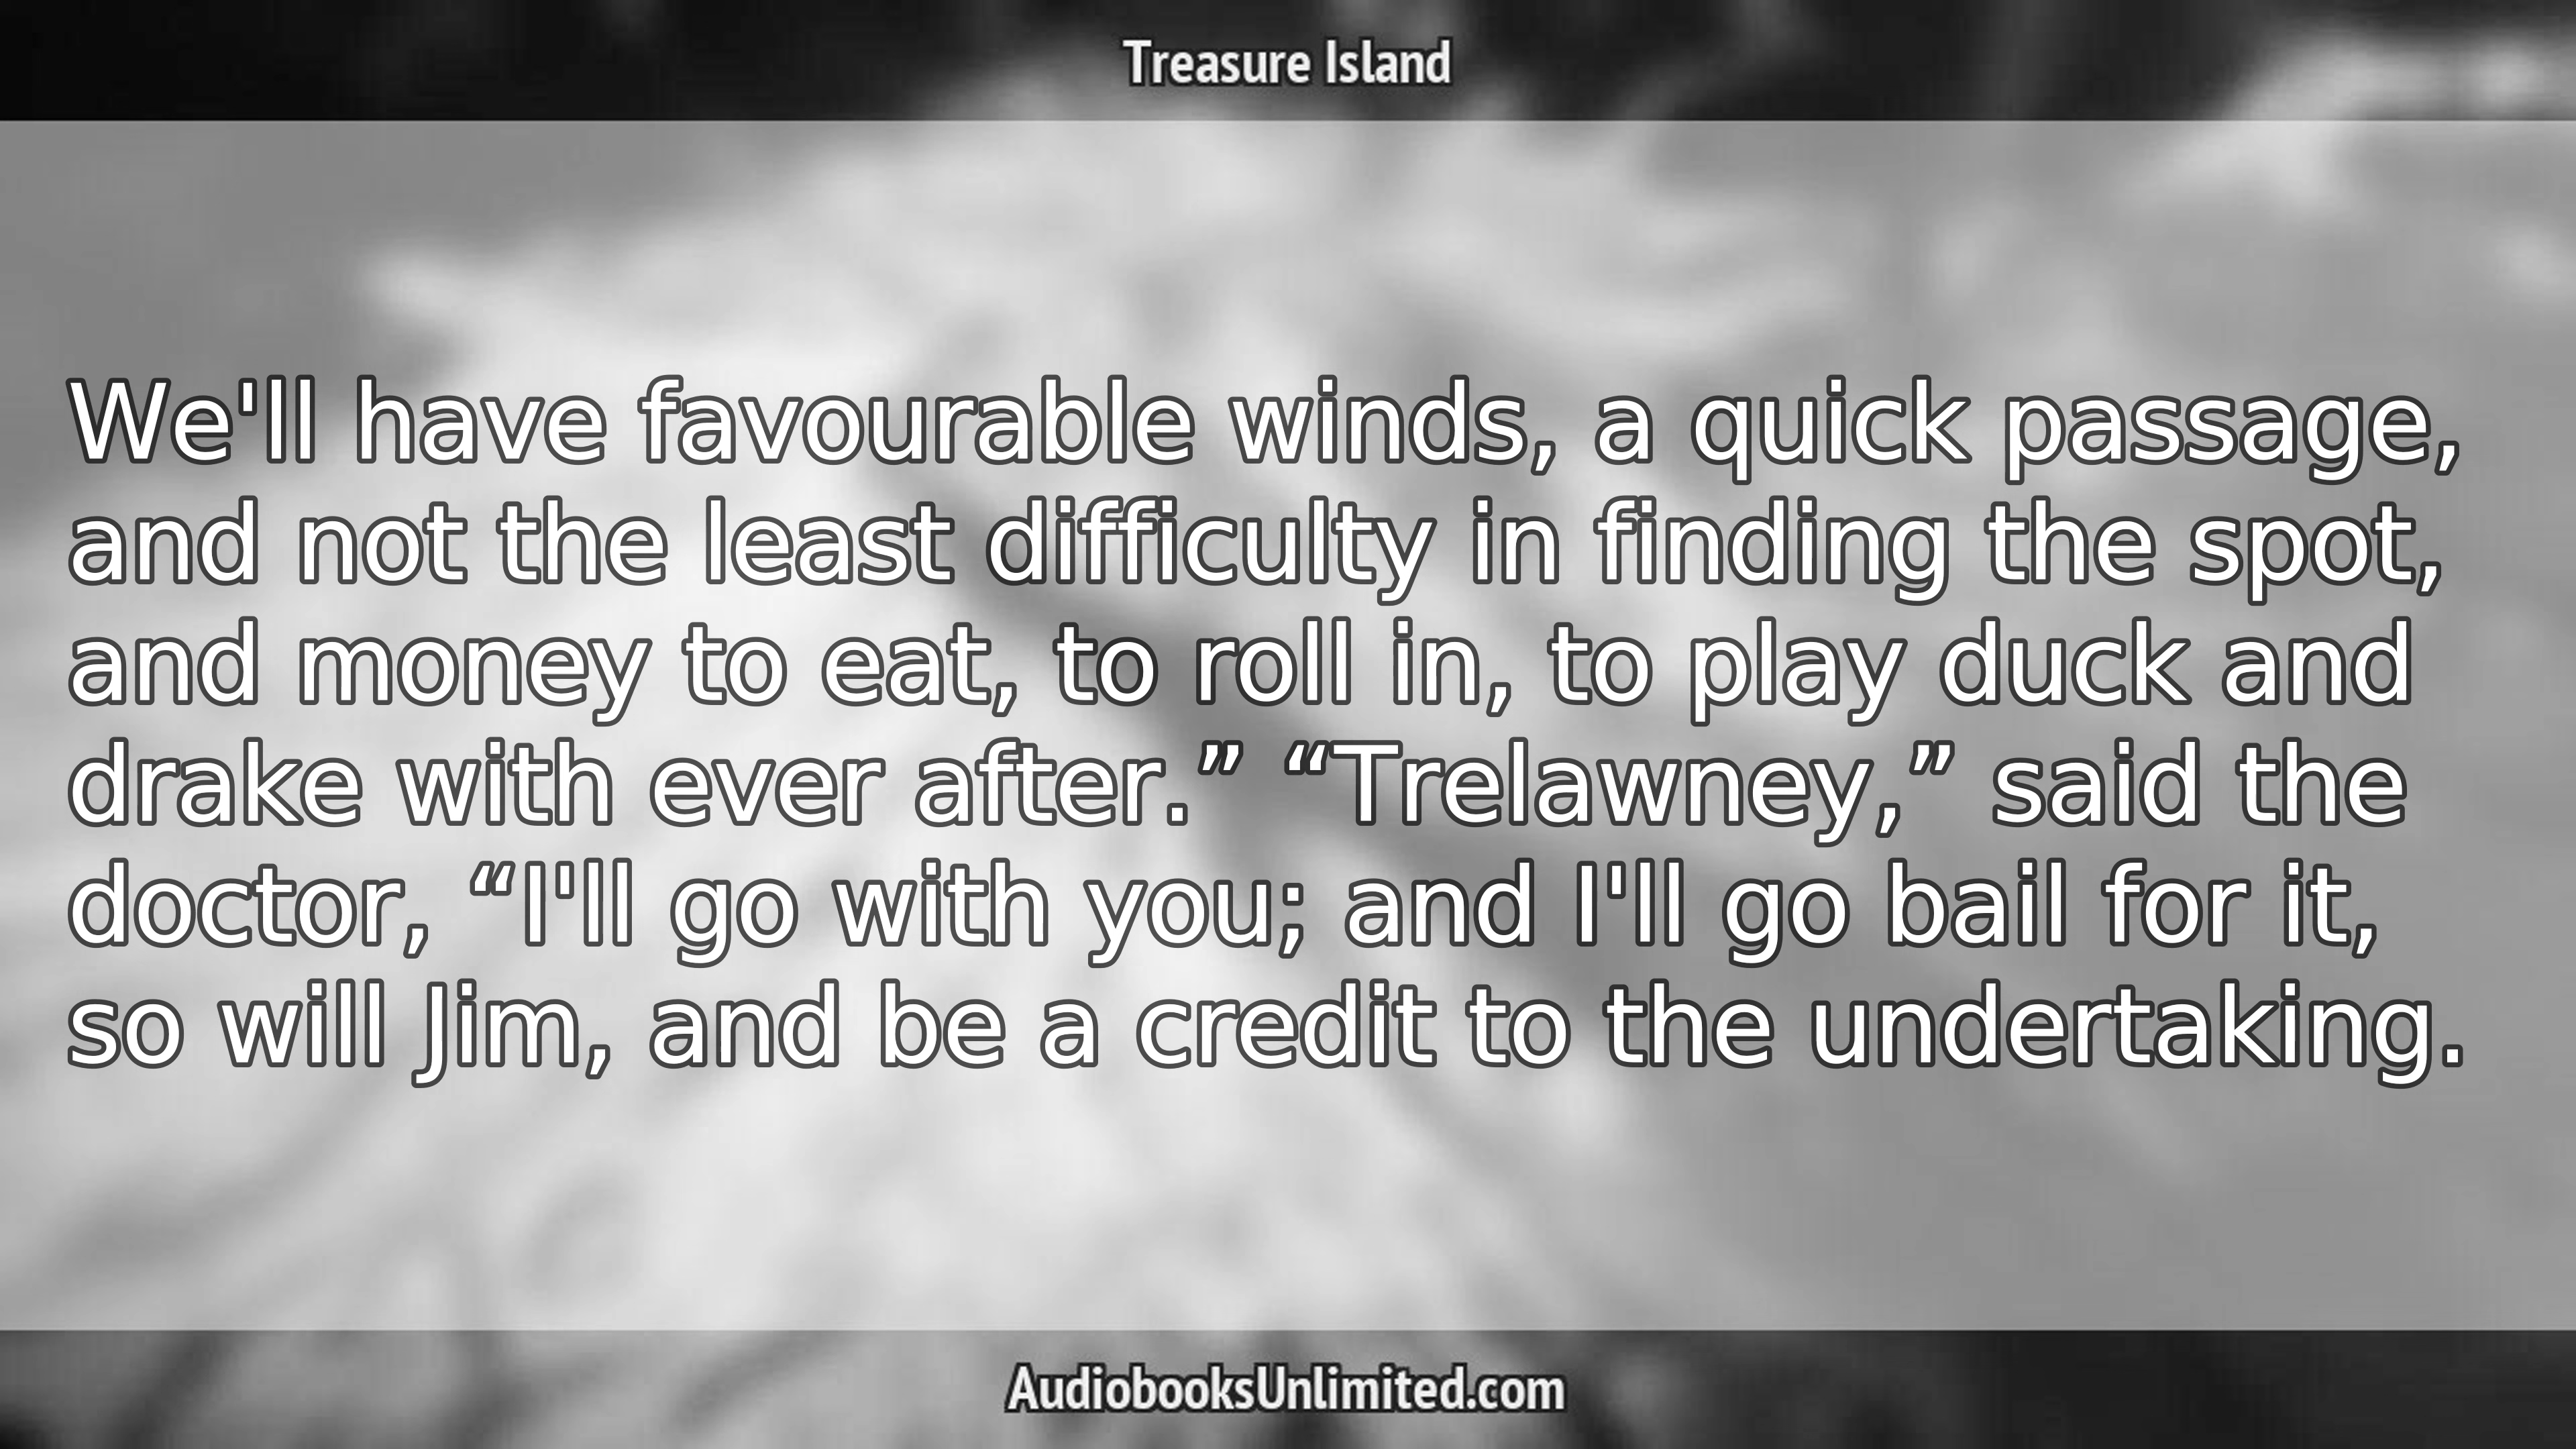 Treasure Island
We'll have favourable winds, a quick passage,
and not the least difficulty in finding the spot,
and money to eat, to roll in, to play duck and
drake with ever after.” “Trelawney,” said the
doctor, “I'll go with you; and I'll go bail for it,
so will Jim, and be a credit to the undertaking.
AudiobooksUnlimited.com